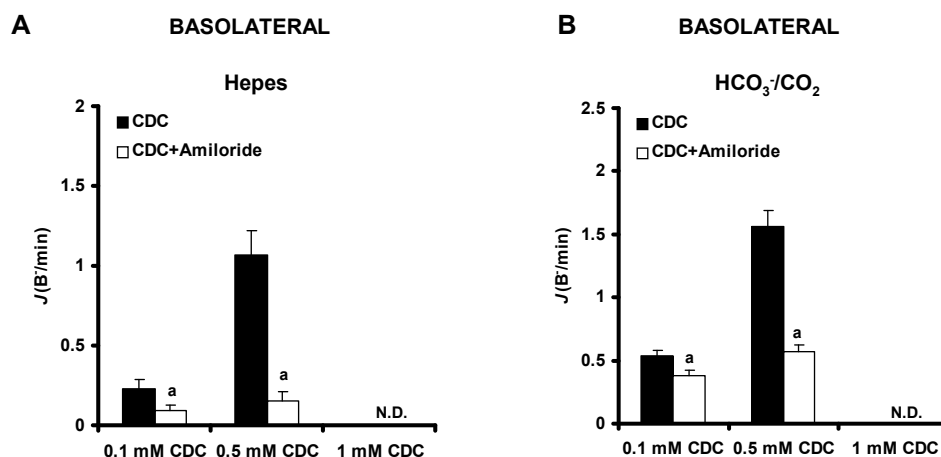 A
BASOLATERAL
Hepes
2
1.5
1
0.5
0
J(B-/min)
CDC
CDC+Amiloride
a
a
N.D.
0.1 mM CDC 0.5 mM CDC 1 mM CDC
B
BASOLATERAL
HCO₃⁻/CO₂
2.5
2
1.5
1
0.5
0
J(B-/min)
CDC
CDC+Amiloride
a
a
N.D.
0.1 mM CDC 0.5 mM CDC 1 mM CDC